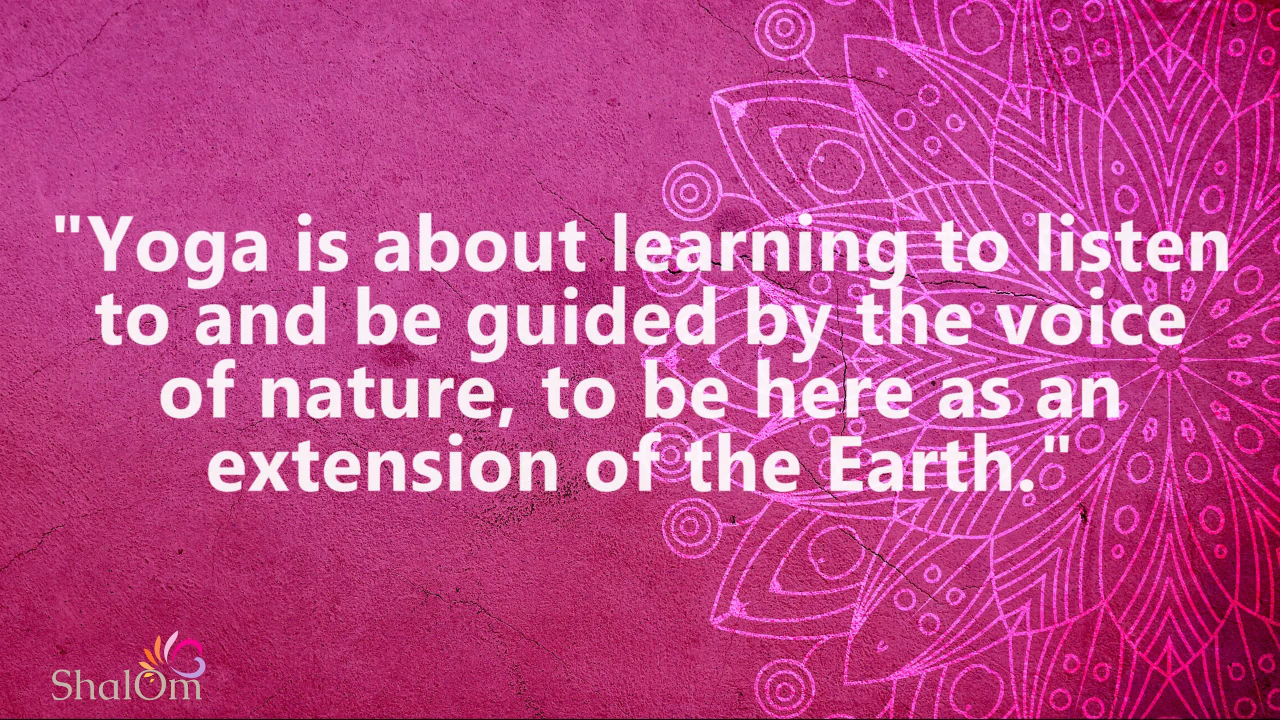 "Yoga is about learning to listen
to and be guided by the voice
of nature, to be here as an
extension of the Earth."
ShalOm